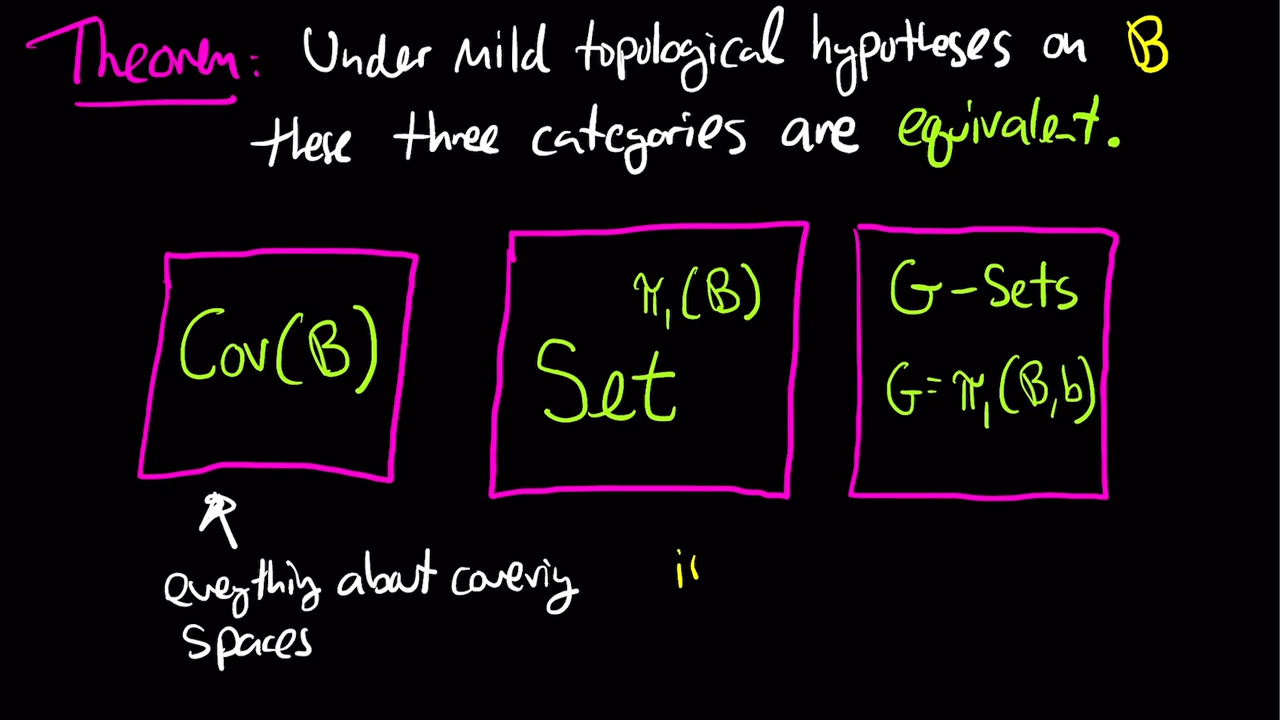 Theorem: Under mild topological hypotheses on B
these three categories are equivalent.
Cov(B)
Set^π₁(B)
G-Sets
G=π₁(B,b)
everything about covering
spaces